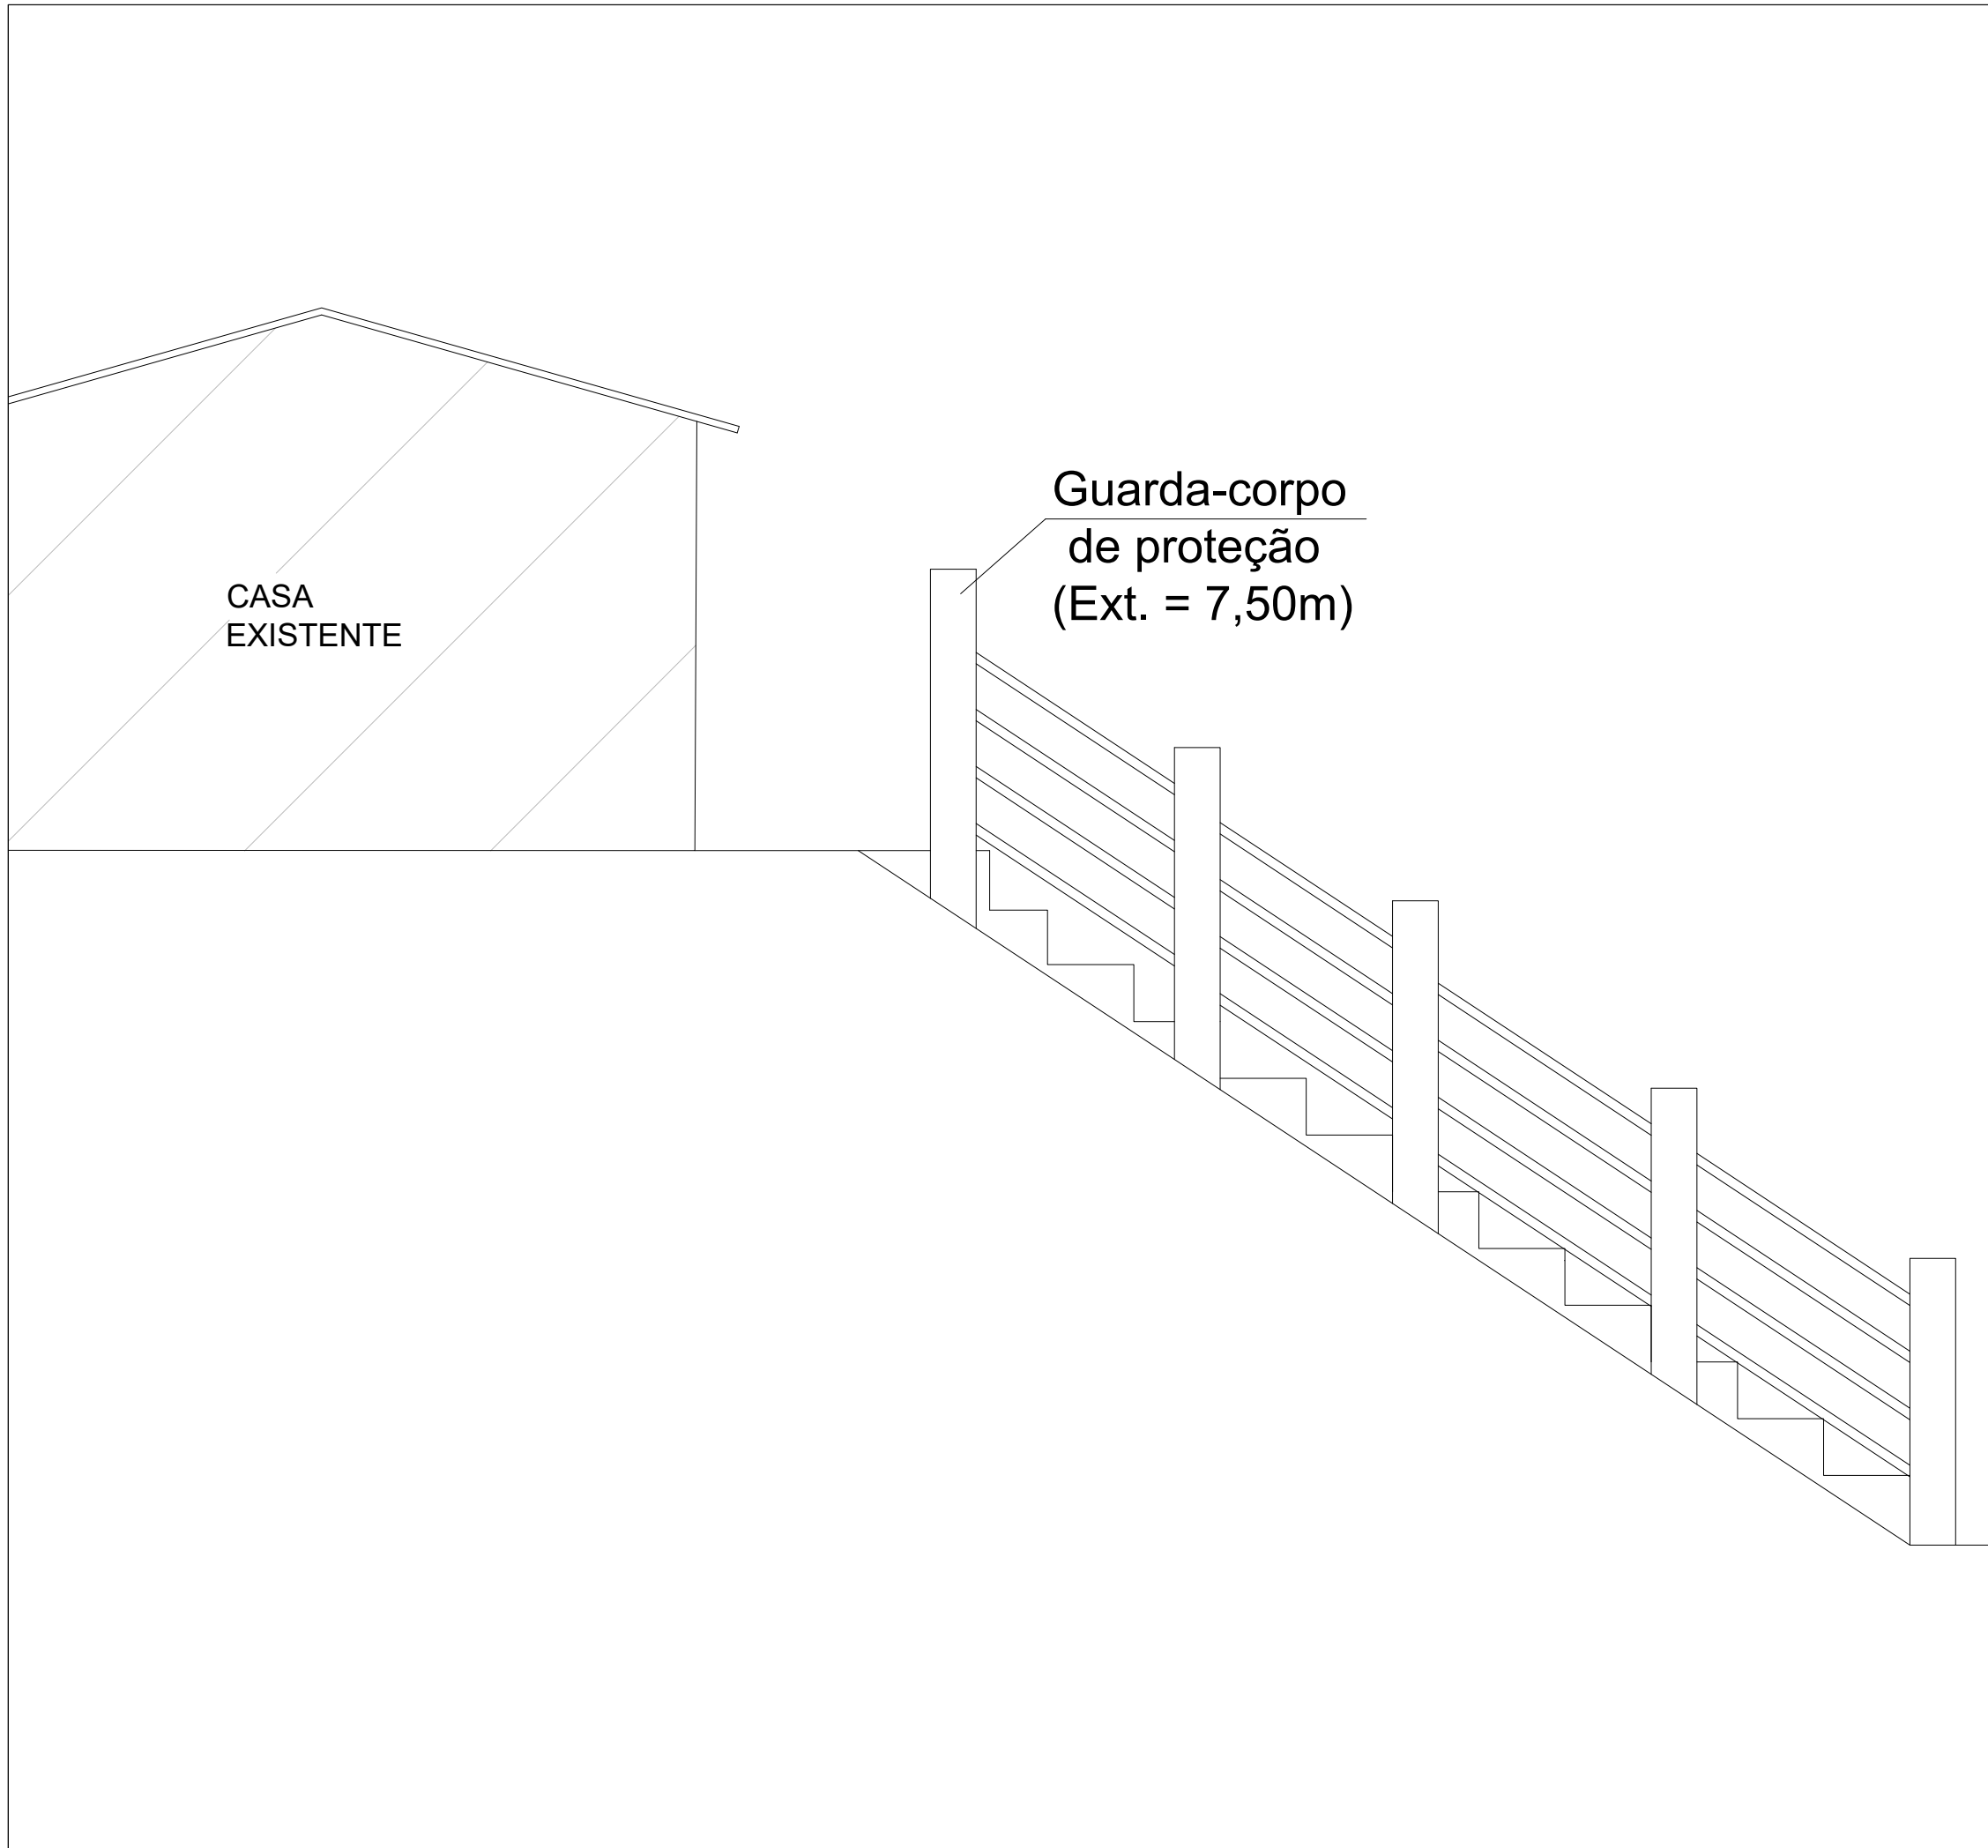 Guarda-corpo
de proteção
(Ext. = 7,50m)
CASA
EXISTENTE